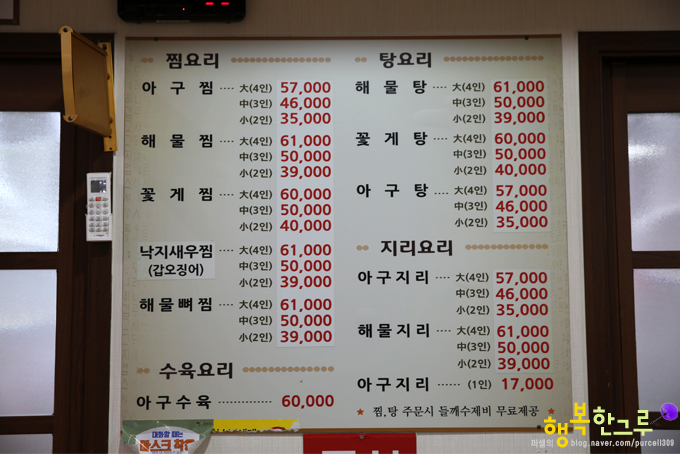 찜요리
아구찜 ···· 大(4인) 57,000
中(3인) 46,000
小(2인) 35,000
해물찜 ···· 大(4인) 61,000
中(3인) 50,000
小(2인) 39,000
꽃게찜 ···· 大(4인) 60,000
中(3인) 50,000
小(2인) 40,000
낙지새우찜 ···· 大(4인) 61,000
(갑오징어) 中(3인) 50,000
小(2인) 39,000
해물뼈찜 ···· 大(4인) 61,000
中(3인) 50,000
小(2인) 39,000
수육요리
아구수육 ·············· 60,000
탕요리
해물탕 ···· 大(4인) 61,000
中(3인) 50,000
小(2인) 39,000
꽃게탕 ···· 大(4인) 60,000
中(3인) 50,000
小(2인) 40,000
아구탕 ···· 大(4인) 57,000
中(3인) 46,000
小(2인) 35,000
지리요리
아구지리 ···· 大(4인) 57,000
中(3인) 46,000
小(2인) 35,000
해물지리 ···· 大(4인) 61,000
中(3인) 50,000
小(2인) 39,000
아구지리 ······ (1인) 17,000
★ 찜,탕 주문시 들깨수제비 무료제공 ★
대화할 때는
행복한그루
퍼셀의 blog.naver.com/purcell309